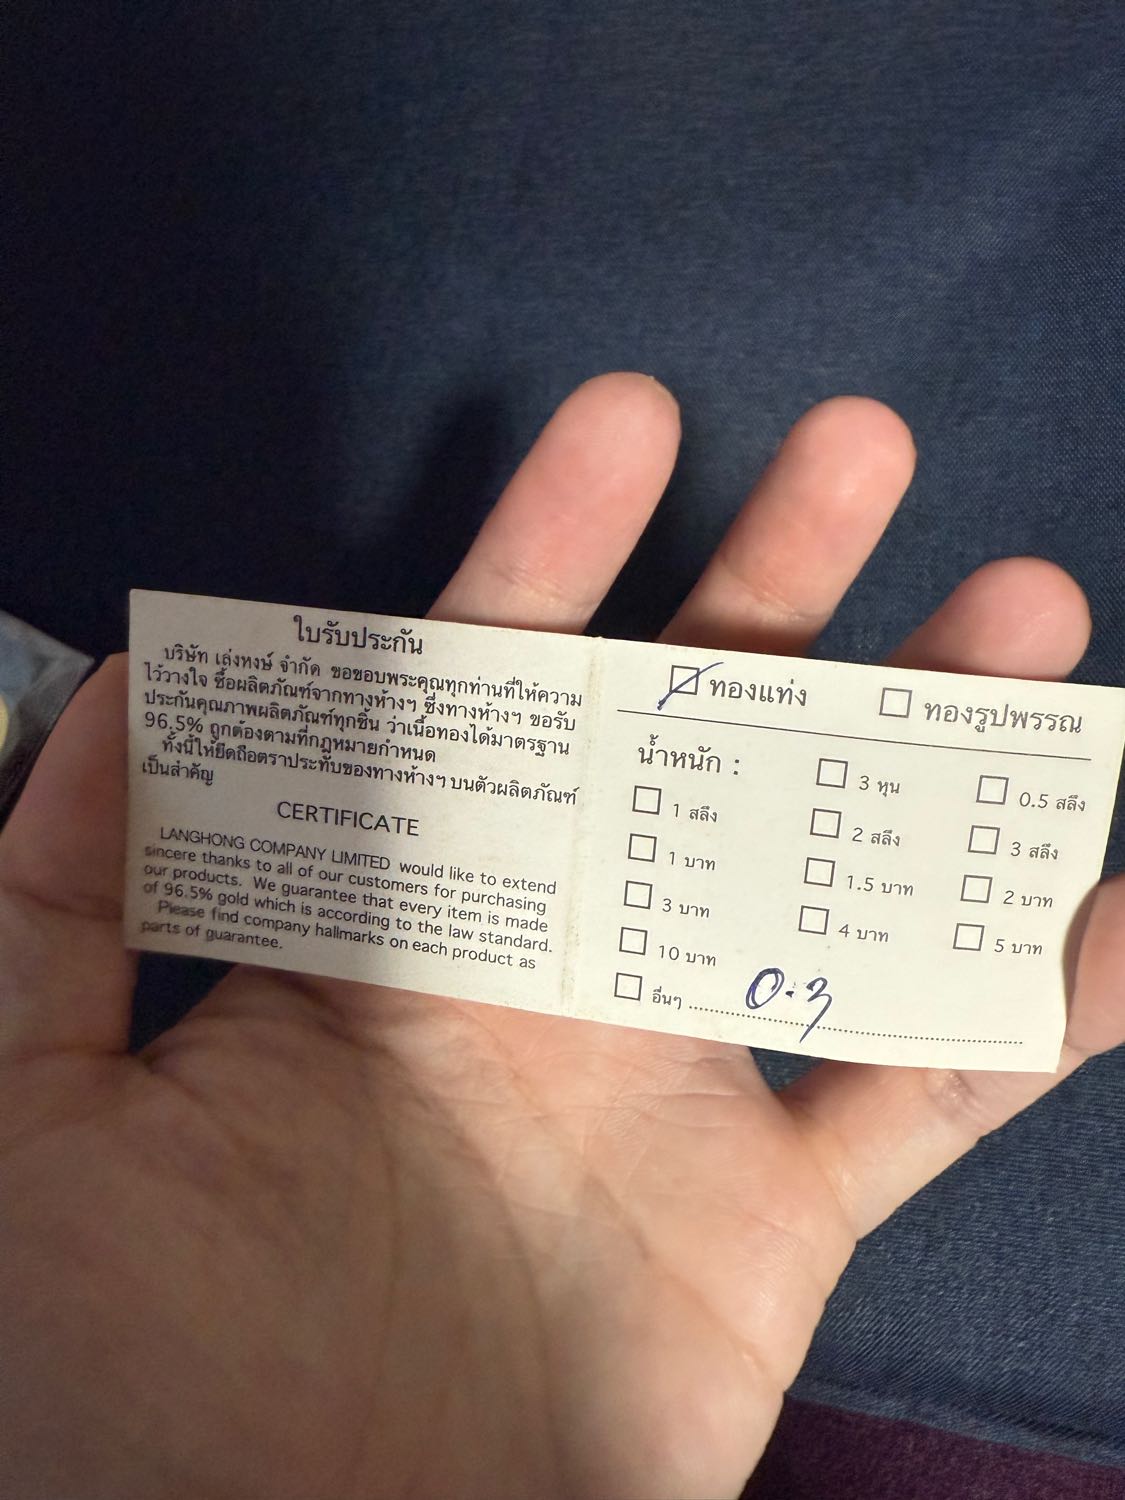 ใบรับประกัน
บริษัท เล่งหงษ์ จำกัด ขอขอบพระคุณทุกท่านที่ให้ความ
ไว้วางใจ ซื้อผลิตภัณฑ์จากทางห้างฯ ซึ่งทางห้างฯ ขอรับ
ประกันคุณภาพผลิตภัณฑ์ทุกชิ้น ว่าเนื้อทองได้มาตรฐาน
96.5% ถูกต้องตามที่กฎหมายกำหนด
ทั้งนี้ให้ยึดถือตราประทับของทางห้างฯ บนตัวผลิตภัณฑ์
เป็นสำคัญ
CERTIFICATE
LANGHONG COMPANY LIMITED would like to extend
sincere thanks to all of our customers for purchasing
our products. We guarantee that every item is made
of 96.5% gold which is according to the law standard.
Please find company hallmarks on each product as
parts of guarantee.
ทองแท่ง ทองรูปพรรณ
น้ำหนัก : 3 หุน 0.5 สลึง
1 สลึง 2 สลึง 3 สลึง
1 บาท 1.5 บาท 2 บาท
3 บาท 4 บาท 5 บาท
10 บาท
อื่นๆ 0.3